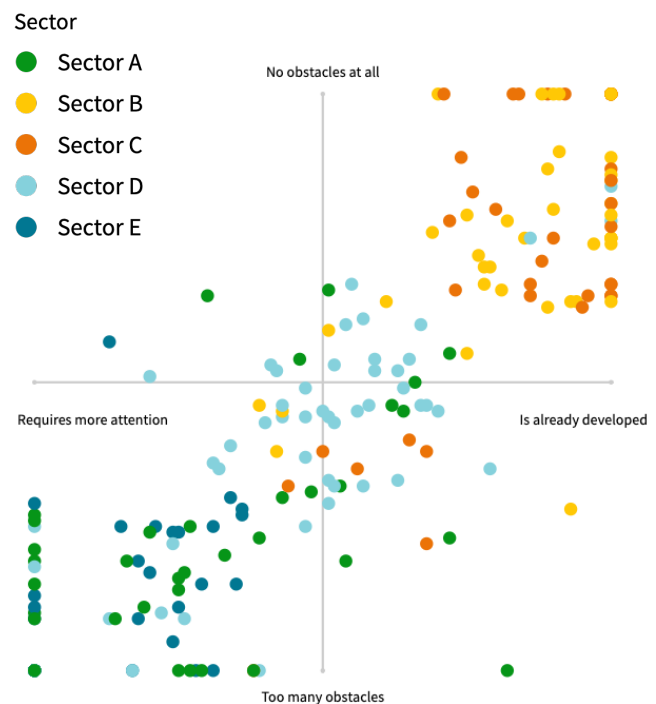 Sector
Sector A
Sector B
Sector C
Sector D
Sector E
No obstacles at all
Requires more attention
Is already developed
Too many obstacles